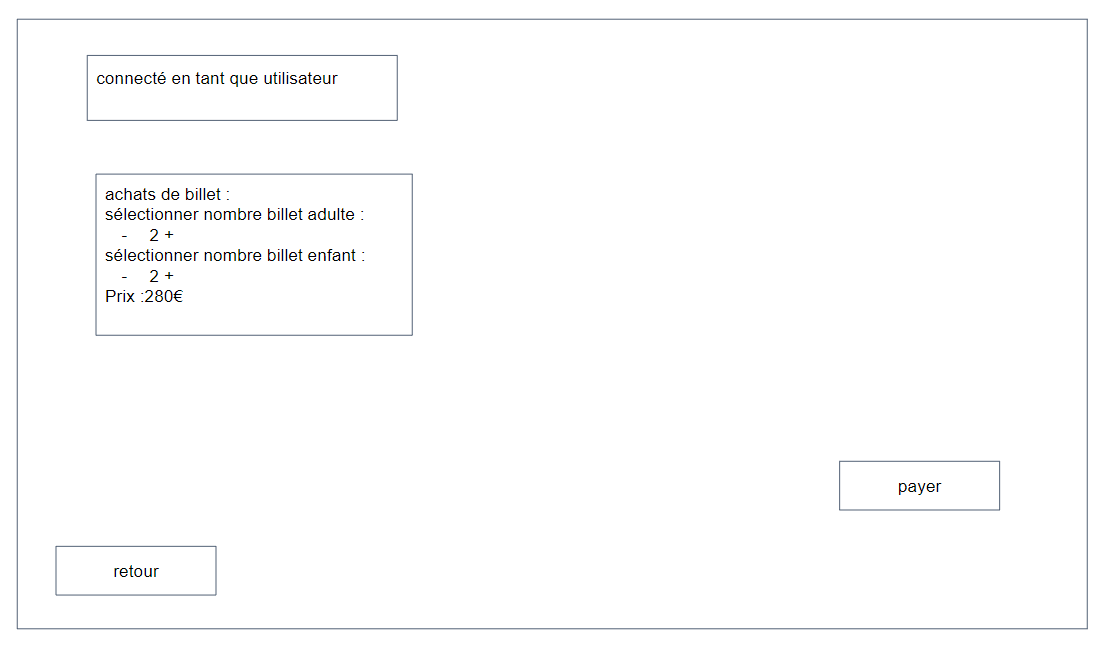 connecté en tant que utilisateur
achats de billet :
sélectionner nombre billet adulte :
- 2 +
sélectionner nombre billet enfant :
- 2 +
Prix :280€
payer
retour